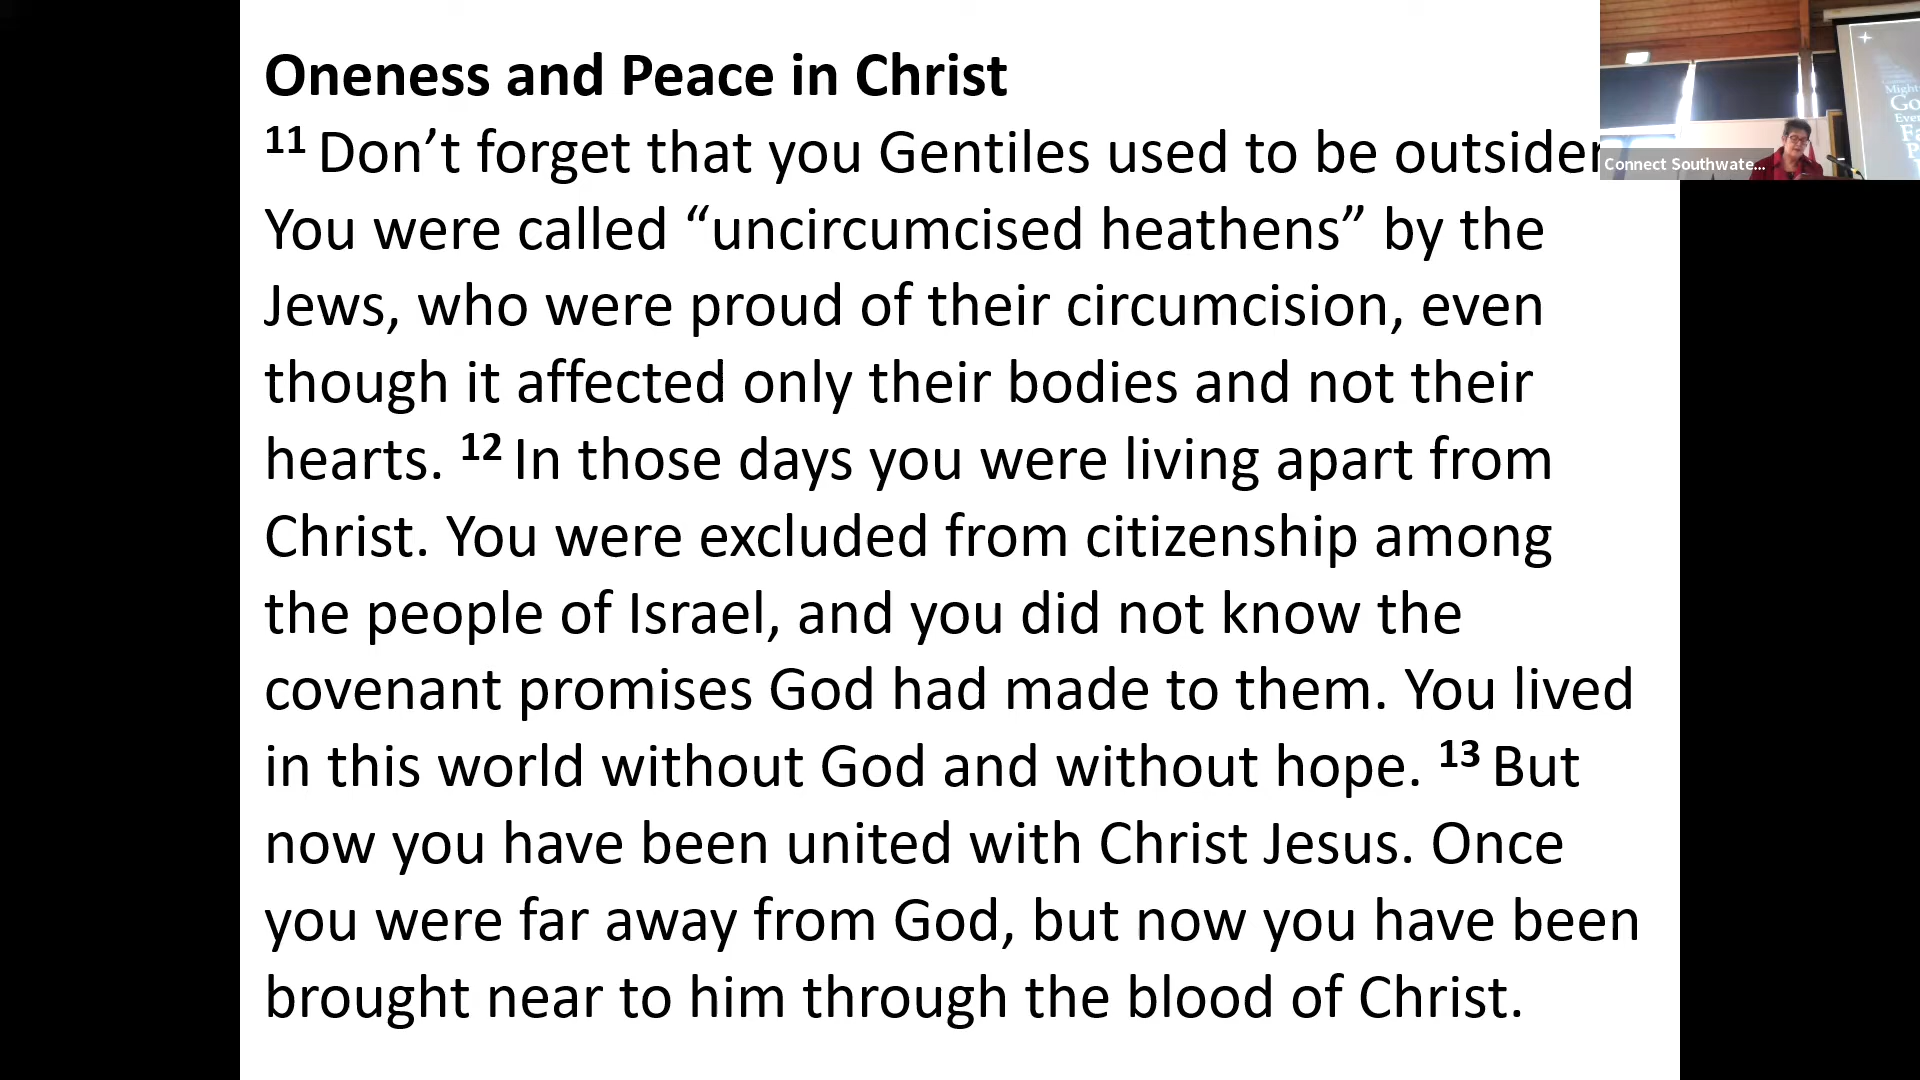 Oneness and Peace in Christ
11 Don’t forget that you Gentiles used to be outsider
You were called “uncircumcised heathens” by the
Jews, who were proud of their circumcision, even
though it affected only their bodies and not their
hearts. 12 In those days you were living apart from
Christ. You were excluded from citizenship among
the people of Israel, and you did not know the
covenant promises God had made to them. You lived
in this world without God and without hope. 13 But
now you have been united with Christ Jesus. Once
you were far away from God, but now you have been
brought near to him through the blood of Christ.
Connect Southwate...
Might
Go
Ever
Fa
P